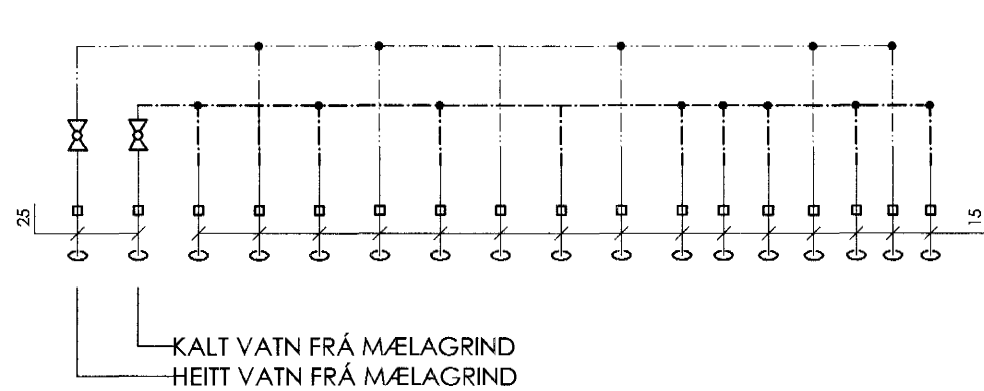 25
15
KALT VATN FRÁ MÆLAGRIND
HEITT VATN FRÁ MÆLAGRIND